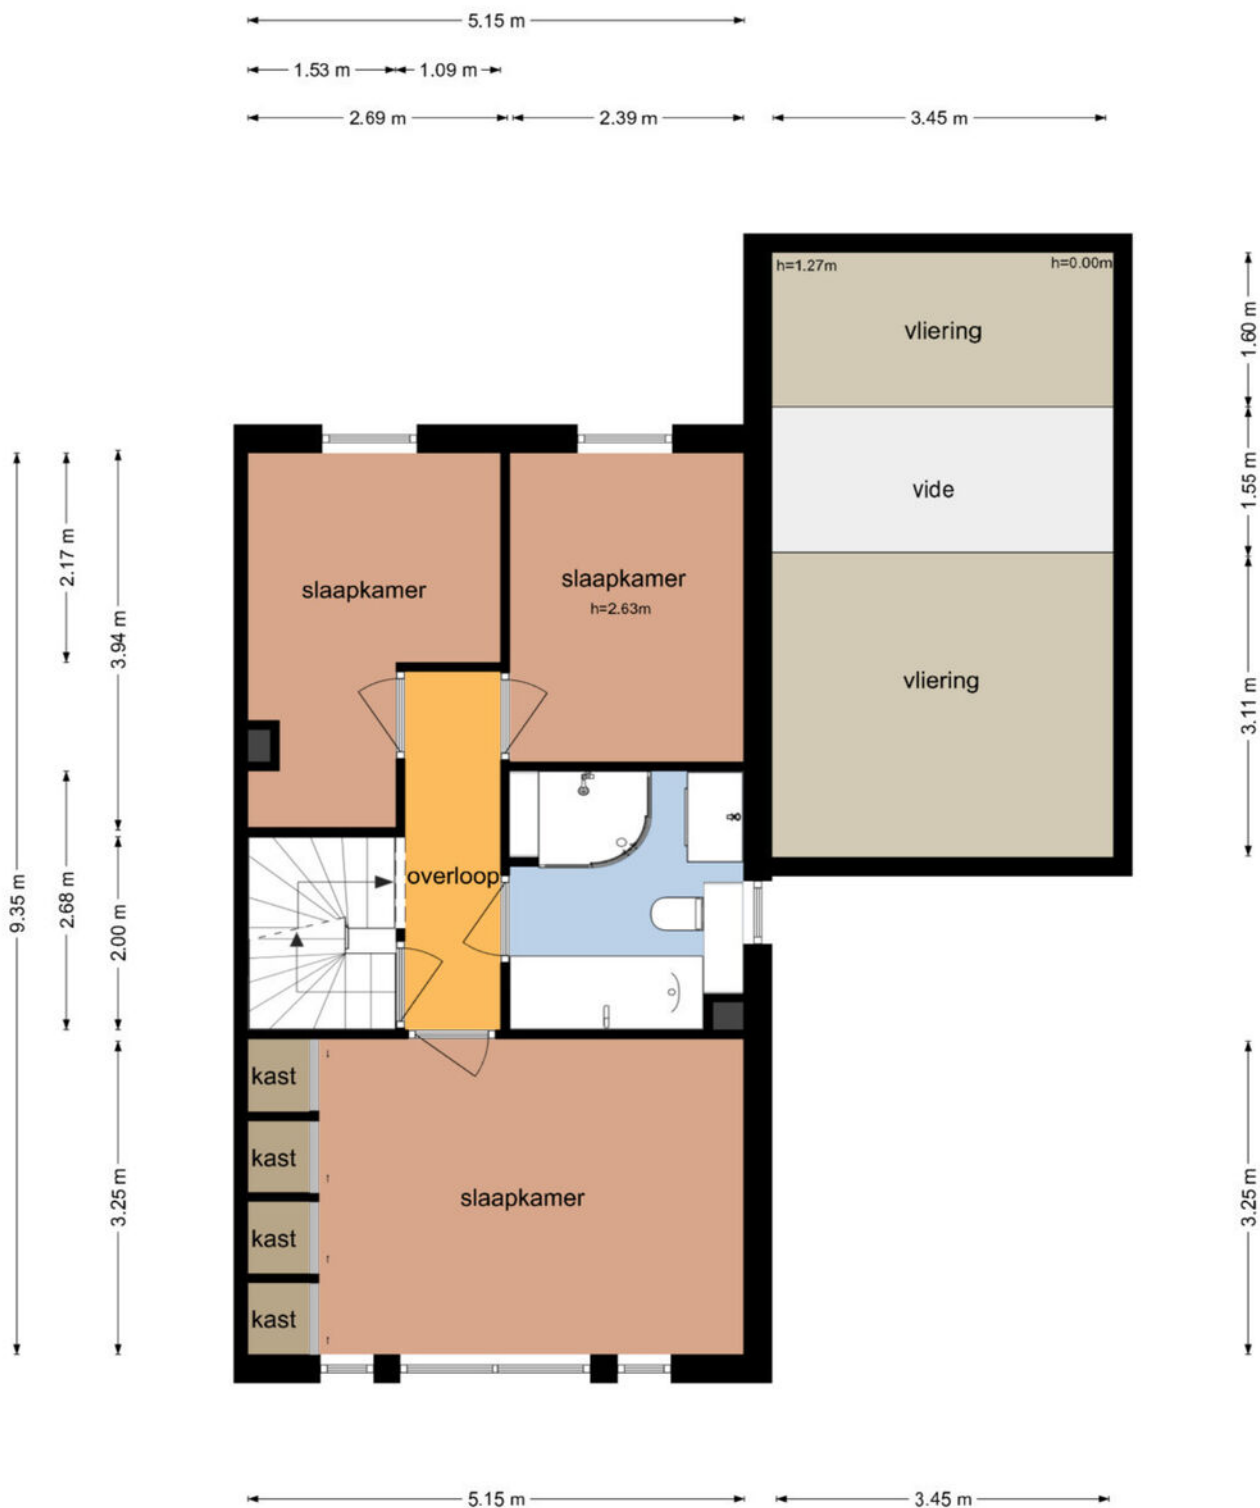 5.15 m
1.53 m
1.09 m
2.69 m
2.39 m
3.45 m
h=1.27m
h=0.00m
vliering
1.60 m
vide
1.55 m
2.17 m
3.94 m
slaapkamer
slaapkamer
h=2.63m
vliering
3.11 m
9.35 m
2.68 m
2.00 m
overloop
kast
kast
kast
kast
slaapkamer
3.25 m
3.25 m
5.15 m
3.45 m